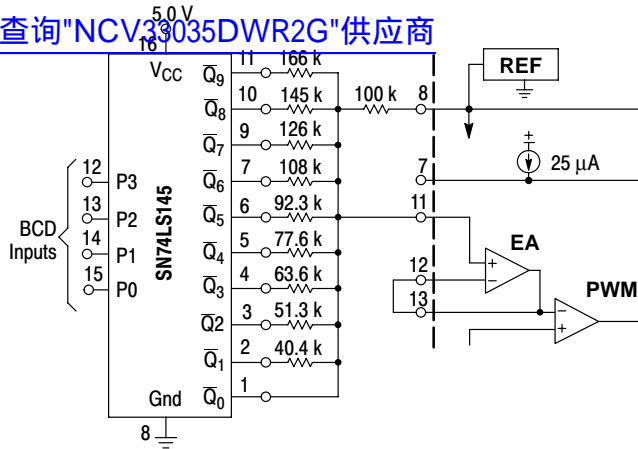 查询"NCV33035DWR2G"供应商
5.0 V
16
VCC
Q9 11 166 k
Q8 10 145 k
100 k 8
REF
Q7 9 126 k
Q6 7 108 k
7
25 μA
Q5 6 92.3 k
11
Q4 5 77.6 k
EA
Q3 4 63.6 k
12
13
PWM
Q2 3 51.3 k
Q1 2 40.4 k
Q0 1
BCD
Inputs
12 P3
13 P2
14 P1
15 P0
SN74LS145
Gnd
8
+
−
−
+